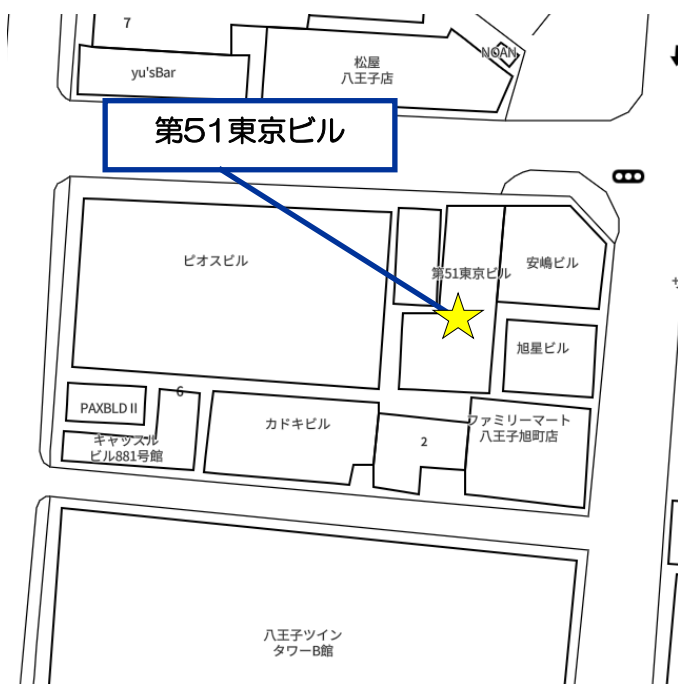 7
NOAN
松屋
八王子店
yu'sBar
第51東京ビル
ピオスビル
安嶋ビル
第51東京ビル
旭星ビル
6
PAXBLDⅡ
カドキビル
ファミリーマート
八王子旭町店
キャッスル
ビル881号館
2
八王子ツイン
タワーB館